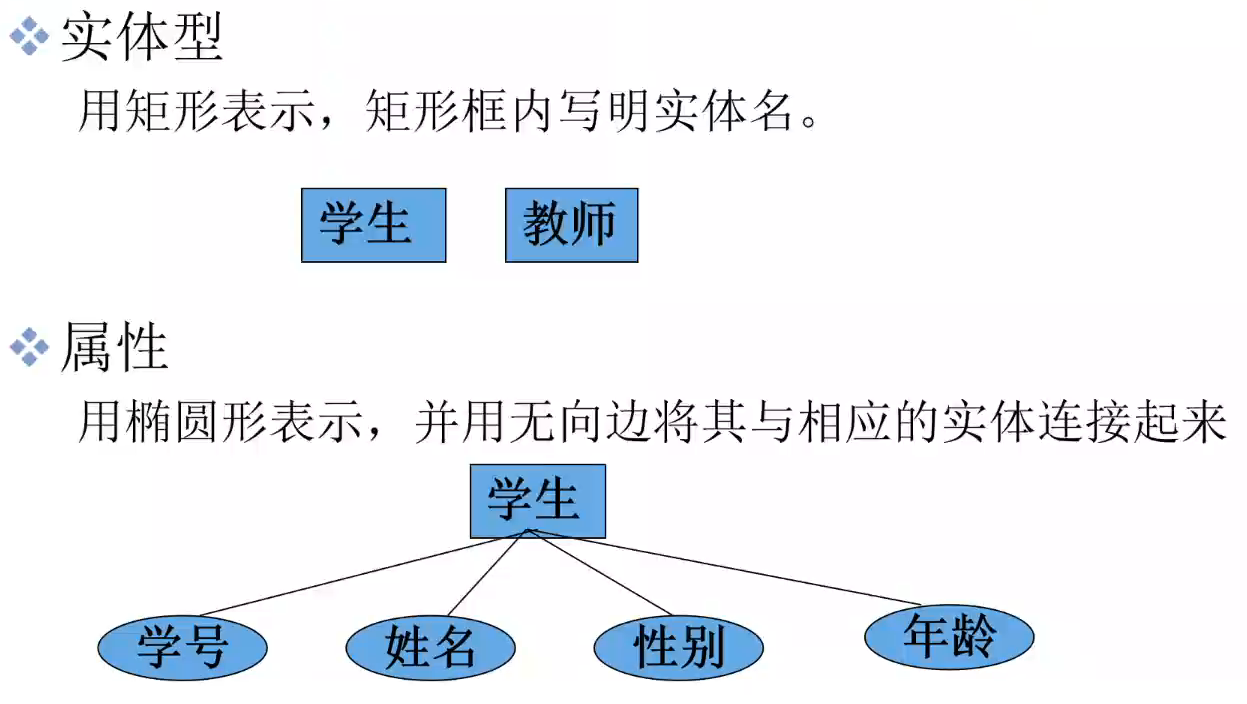 实体型
用矩形表示，矩形框内写明实体名。
学生 教师
属性
用椭圆形表示，并用无向边将其与相应的实体连接起来
学生
学号 姓名 性别 年龄